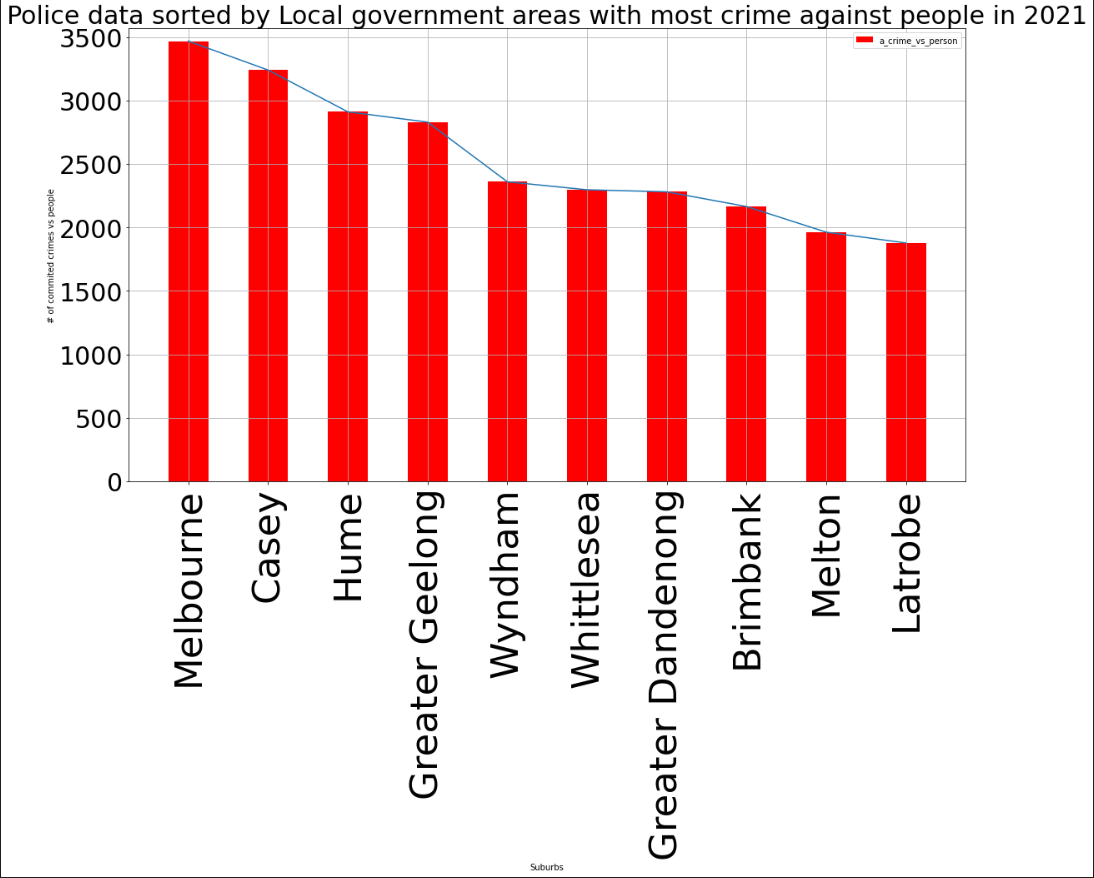 Police data sorted by Local government areas with most crime against people in 2021
a_crime_vs_person
# of commited crimes vs people
3500
3000
2500
2000
1500
1000
500
0
Melbourne
Casey
Hume
Greater Geelong
Wyndham
Whittlesea
Greater Dandenong
Brimbank
Melton
Latrobe
Suburbs